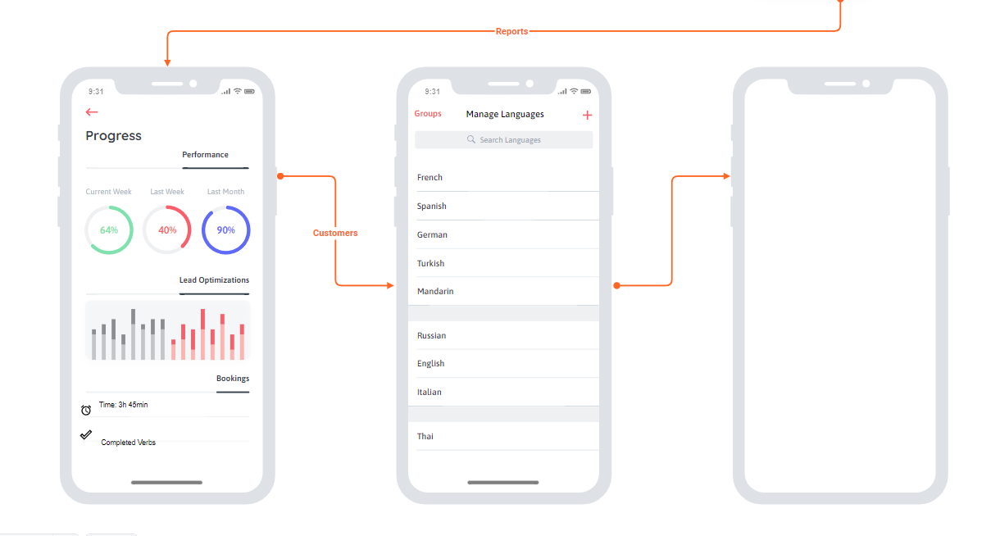 Reports
9:31
Progress
Performance
Current Week Last Week Last Month
64% 40% 90%
Lead Optimizations
Bookings
Time: 3h 45min
Completed Verbs
Customers
9:31
Groups Manage Languages +
Search Languages
French
Spanish
German
Turkish
Mandarin
Russian
English
Italian
Thai